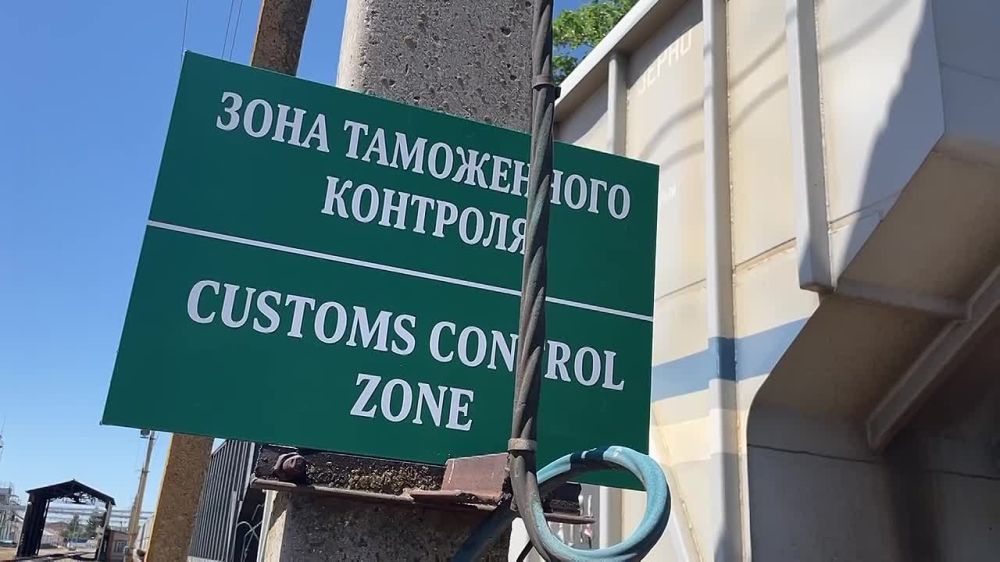 ЗОНА ТАМОЖЕННОГО
КОНТРОЛЯ
CUSTOMS CONTROL
ZONE